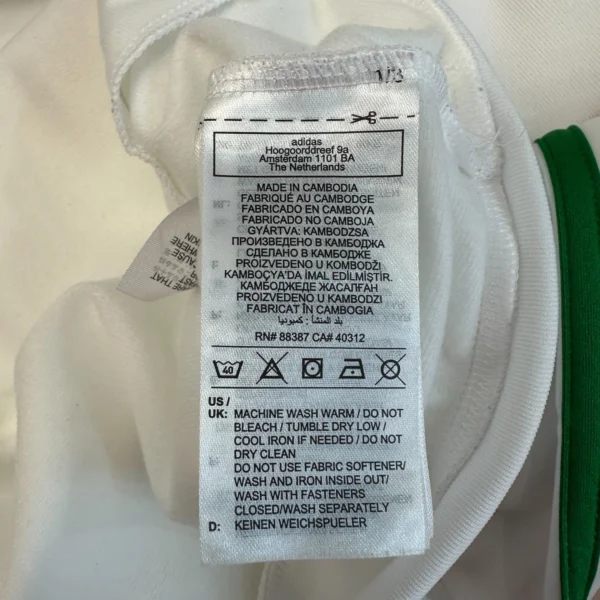 1/3
adidas
Hoogoorddreef 9a
Amsterdam 1101 BA
The Netherlands
MADE IN CAMBODIA
FABRIQUÉ AU CAMBODGE
FABRICADO EN CAMBOYA
FABRICADO NO CAMBOJA
GYÁRTVA: KAMBODZSA
ПРОИЗВЕДЕНО В КАМБОДЖА
СДЕЛАНО В КАМБОДЖЕ
PROIZVEDENO U KOMBODŽI
KAMBOÇYA'DA İMAL EDİLMİŞTİR.
КАМБОДЖЕДЕ ЖАСАЛҒАН
PROIZVEDENO U KAMBODZI
FABRICAT ÎN CAMBOGIA
بلد المنشأ : كمبوديا
RN# 88387 CA# 40312
40
US /
UK: MACHINE WASH WARM / DO NOT
BLEACH / TUMBLE DRY LOW /
COOL IRON IF NEEDED / DO NOT
DRY CLEAN
DO NOT USE FABRIC SOFTENER/
WASH AND IRON INSIDE OUT/
WASH WITH FASTENERS
CLOSED/WASH SEPARATELY
D: KEINEN WEICHSPUELER